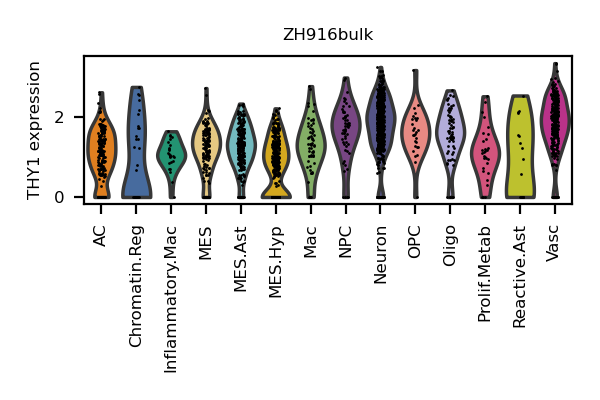 ZH916bulk
THY1 expression
2
0
AC
Chromatin.Reg
Inflammatory.Mac
MES
MES.Ast
MES.Hyp
Mac
NPC
Neuron
OPC
Oligo
Prolif.Metab
Reactive.Ast
Vasc